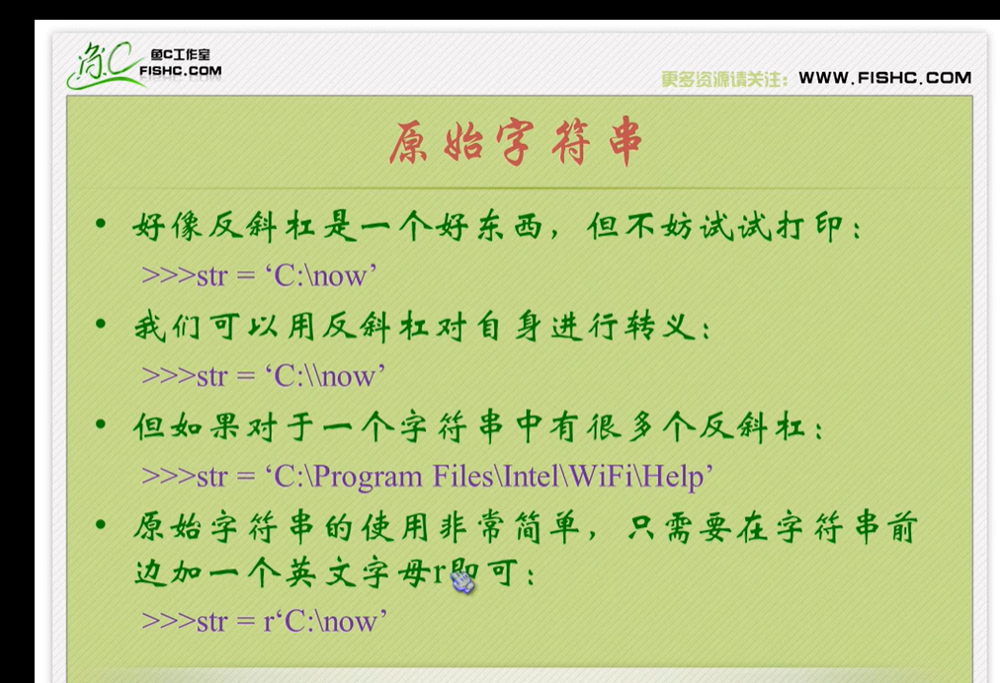 鱼C工作室
FISHC.COM
更多资源请关注：WWW.FISHC.COM
原始字符串
• 好像反斜杠是一个好东西，但不妨试试打印：
>>>str = ‘C:\now’
• 我们可以用反斜杠对自身进行转义：
>>>str = ‘C:\\now’
• 但如果对于一个字符串中有很多个反斜杠：
>>>str = ‘C:\Program Files\Intel\WiFi\Help’
• 原始字符串的使用非常简单，只需要在字符串前
边加一个英文字母r即可：
>>>str = r‘C:\now’